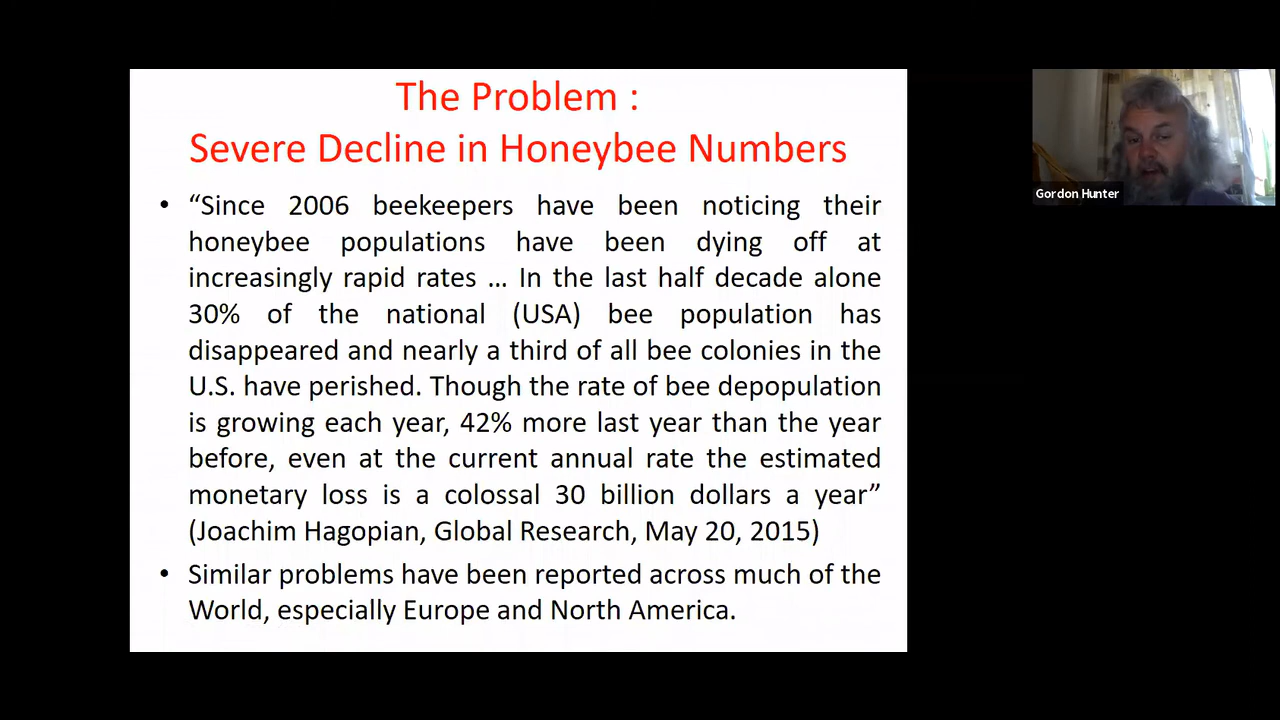 The Problem :
Severe Decline in Honeybee Numbers
• “Since 2006 beekeepers have been noticing their
honeybee populations have been dying off at
increasingly rapid rates … In the last half decade alone
30% of the national (USA) bee population has
disappeared and nearly a third of all bee colonies in the
U.S. have perished. Though the rate of bee depopulation
is growing each year, 42% more last year than the year
before, even at the current annual rate the estimated
monetary loss is a colossal 30 billion dollars a year”
(Joachim Hagopian, Global Research, May 20, 2015)
• Similar problems have been reported across much of the
World, especially Europe and North America.
Gordon Hunter